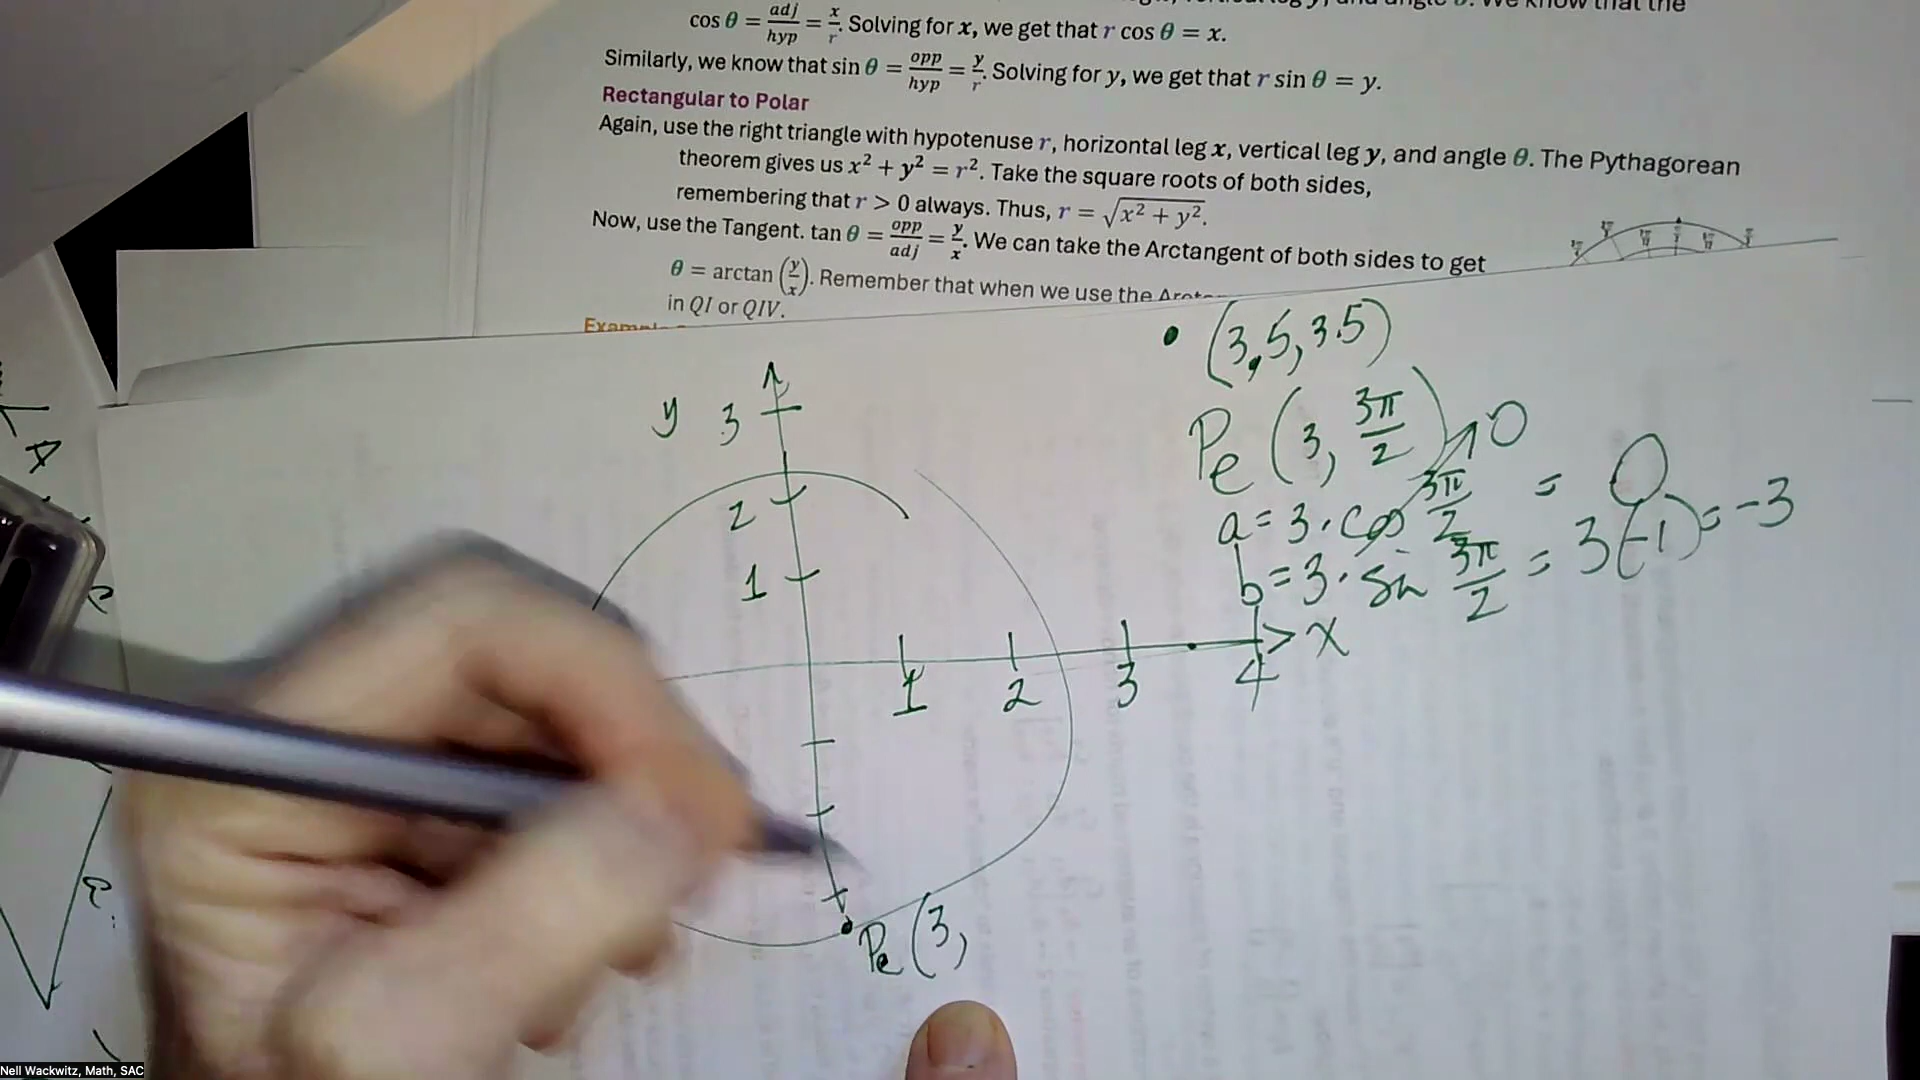 cos θ = adj/hyp = x/r. Solving for x, we get that r cos θ = x.
Similarly, we know that sin θ = opp/hyp = y/r. Solving for y, we get that r sin θ = y.
Rectangular to Polar
Again, use the right triangle with hypotenuse r, horizontal leg x, vertical leg y, and angle θ. The Pythagorean
theorem gives us x² + y² = r². Take the square roots of both sides,
remembering that r > 0 always. Thus, r = √(x² + y²).
Now, use the Tangent. tan θ = opp/adj = y/x. We can take the Arctangent of both sides to get
θ = arctan (y/x). Remember that when we use the
in QI or QIV.
(3,5,3.5)
Pe (3, 3π/2)
0
a = 3 · cos 3π/2 = 0
b = 3 · sin 3π/2 = 3(-1) = -3
y
3
2
1
1 2 3 4
x
Pe (3,
Nell Wackwitz, Math, SAC